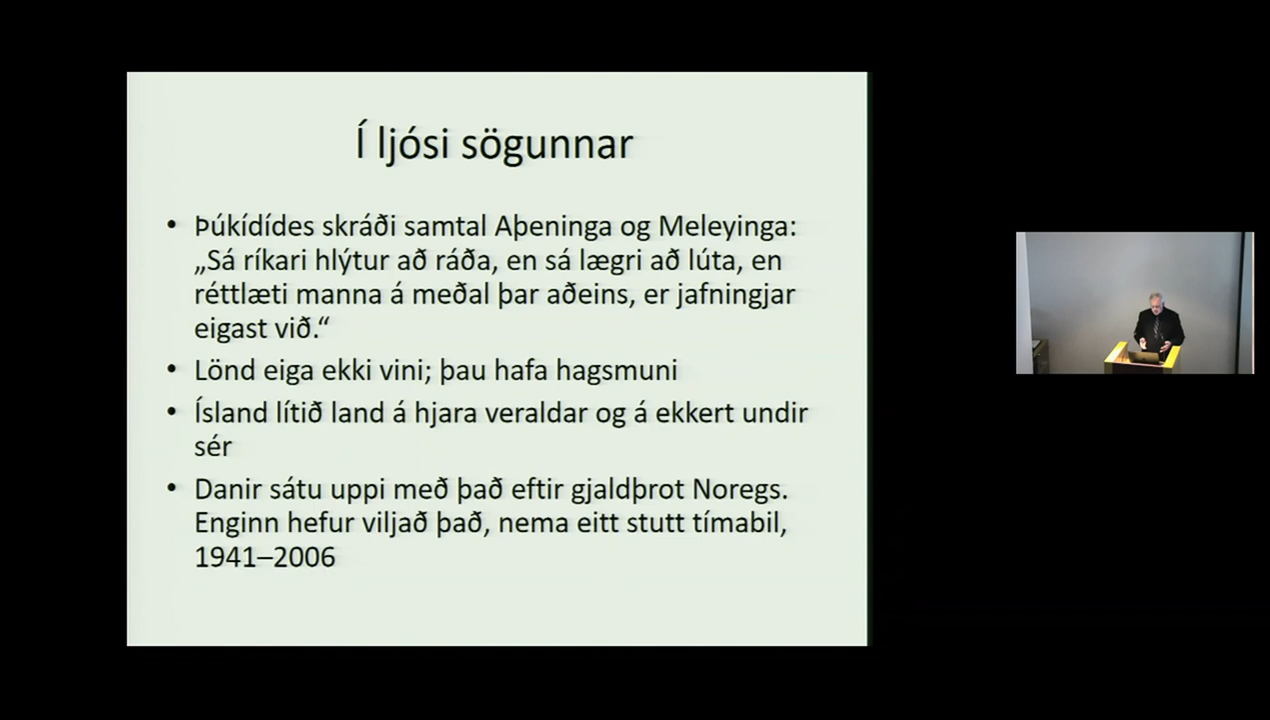 Í ljósi sögunnar
• Þúkídídes skráði samtal Aþeninga og Meleyinga:
„Sá ríkari hlýtur að ráða, en sá lægri að lúta, en
réttlæti manna á meðal þar aðeins, er jafningjar
eigast við.“
• Lönd eiga ekki vini; þau hafa hagsmuni
• Ísland lítið land á hjara veraldar og á ekkert undir
sér
• Danir sátu uppi með það eftir gjaldþrot Noregs.
Enginn hefur viljað það, nema eitt stutt tímabil,
1941–2006